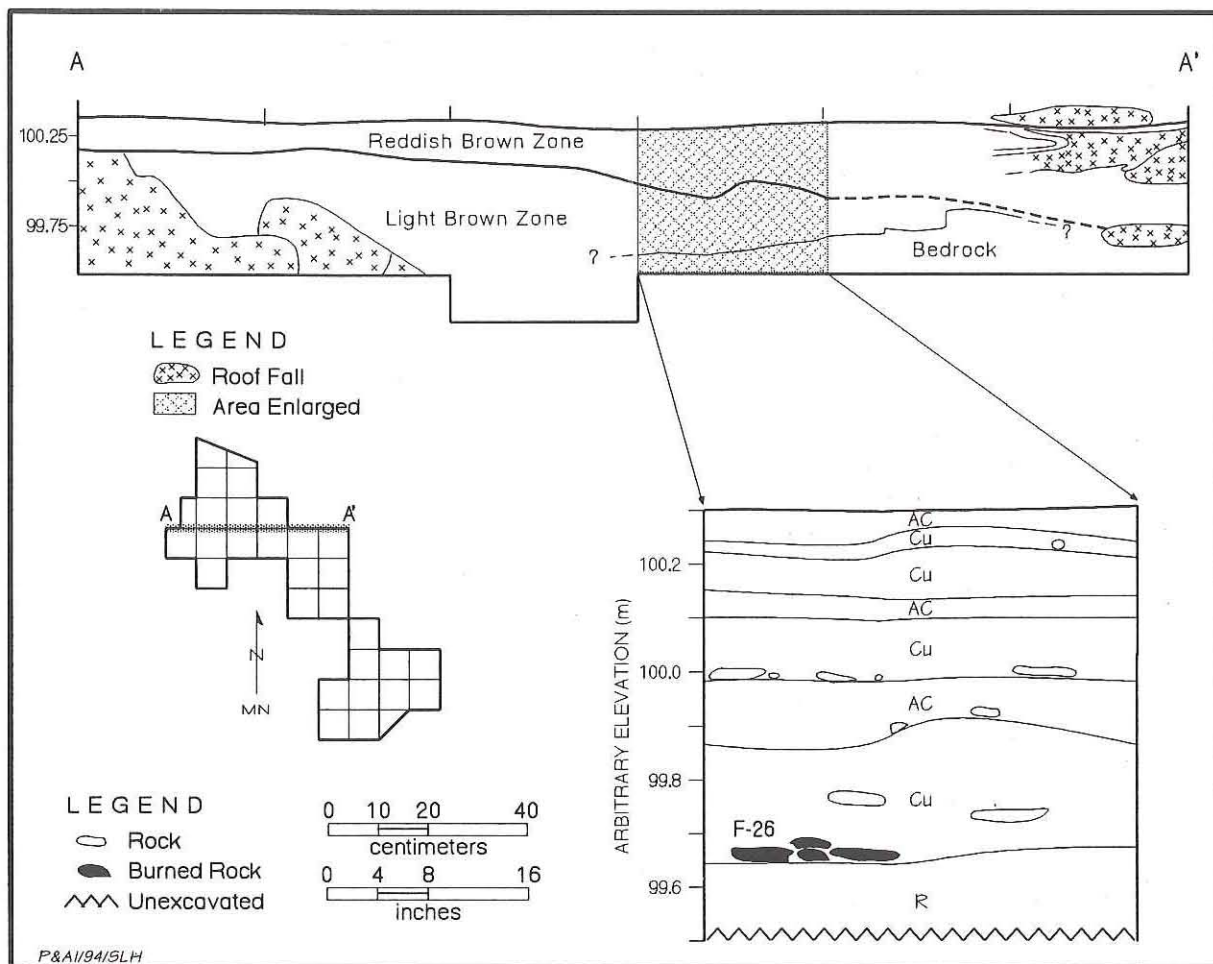 A
A'
100.25
Reddish Brown Zone
Light Brown Zone
99.75
?
?
Bedrock
LEGEND
Roof Fall
Area Enlarged
A
A'
N
MN
AC
Cu
100.2
Cu
AC
Cu
100.0
AC
99.8
Cu
F-26
99.6
R
ARBITRARY ELEVATION (m)
LEGEND
Rock
Burned Rock
Unexcavated
0 10 20 40
centimeters
0 4 8 16
inches
P&AI/94/SLH